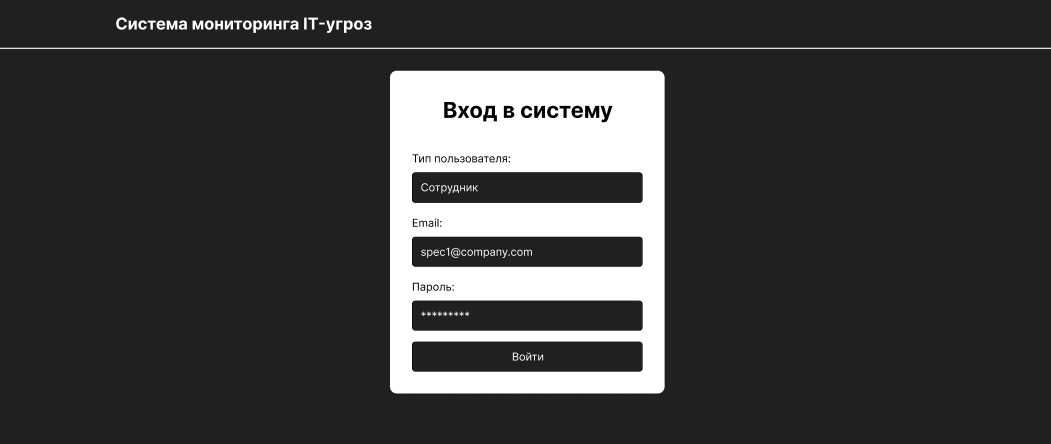 Система мониторинга IT-угроз
Вход в систему
Тип пользователя:
Сотрудник
Email:
spec1@company.com
Пароль:
*********
Войти